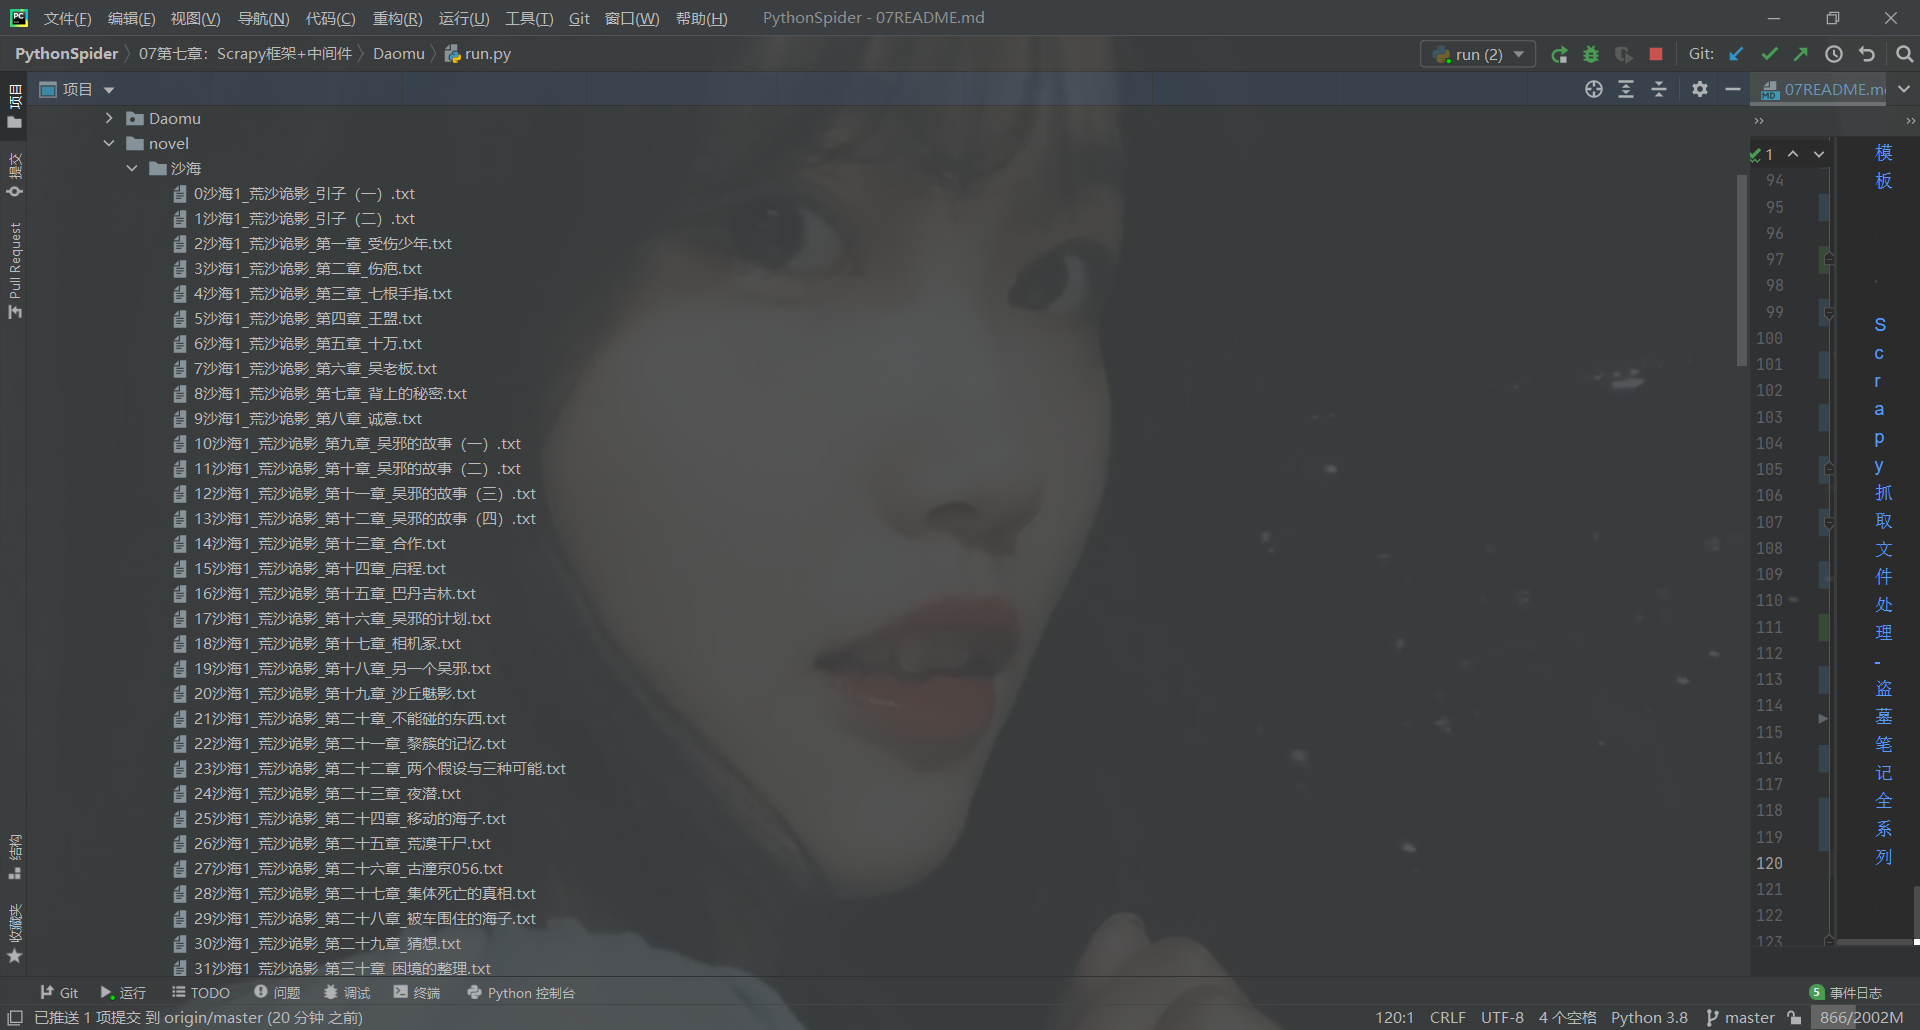 文件(F) 编辑(E) 视图(V) 导航(N) 代码(C) 重构(R) 运行(U) 工具(T) Git 窗口(W) 帮助(H) PythonSpider - 07README.md
PythonSpider 07第七章：Scrapy框架+中间件 Daomu run.py run (2) Git:
项目 07README.md
项目
提交
Pull Request
结构
收藏夹
Daomu
novel
沙海
0沙海1_荒沙诡影_引子（一）.txt
1沙海1_荒沙诡影_引子（二）.txt
2沙海1_荒沙诡影_第一章_受伤少年.txt
3沙海1_荒沙诡影_第二章_伤疤.txt
4沙海1_荒沙诡影_第三章_七根手指.txt
5沙海1_荒沙诡影_第四章_王盟.txt
6沙海1_荒沙诡影_第五章_十万.txt
7沙海1_荒沙诡影_第六章_吴老板.txt
8沙海1_荒沙诡影_第七章_背上的秘密.txt
9沙海1_荒沙诡影_第八章_诚意.txt
10沙海1_荒沙诡影_第九章_吴邪的故事（一）.txt
11沙海1_荒沙诡影_第十章_吴邪的故事（二）.txt
12沙海1_荒沙诡影_第十一章_吴邪的故事（三）.txt
13沙海1_荒沙诡影_第十二章_吴邪的故事（四）.txt
14沙海1_荒沙诡影_第十三章_合作.txt
15沙海1_荒沙诡影_第十四章_启程.txt
16沙海1_荒沙诡影_第十五章_巴丹吉林.txt
17沙海1_荒沙诡影_第十六章_吴邪的计划.txt
18沙海1_荒沙诡影_第十七章_相机冢.txt
19沙海1_荒沙诡影_第十八章_另一个吴邪.txt
20沙海1_荒沙诡影_第十九章_沙丘魅影.txt
21沙海1_荒沙诡影_第二十章_不能碰的东西.txt
22沙海1_荒沙诡影_第二十一章_黎簇的记忆.txt
23沙海1_荒沙诡影_第二十二章_两个假设与三种可能.txt
24沙海1_荒沙诡影_第二十三章_夜潜.txt
25沙海1_荒沙诡影_第二十四章_移动的海子.txt
26沙海1_荒沙诡影_第二十五章_荒漠干尸.txt
27沙海1_荒沙诡影_第二十六章_古潼京056.txt
28沙海1_荒沙诡影_第二十七章_集体死亡的真相.txt
29沙海1_荒沙诡影_第二十八章_被车围住的海子.txt
30沙海1_荒沙诡影_第二十九章_猜想.txt
31沙海1_荒沙诡影_第三十章_困境的整理.txt
1
94
95
96
97
98
99
100
101
102
103
104
105
106
107
108
109
110
111
112
113
114
115
116
117
118
119
120
121
122
123
模
板
S
c
r
a
p
y
抓
取
文
件
处
理
-
盗
墓
笔
记
全
系
列
Git 运行 TODO 问题 调试 终端 Python 控制台 5 事件日志
已推送 1 项提交 到 origin/master (20 分钟 之前) 120:1 CRLF UTF-8 4 个空格 Python 3.8 master 866/2002M